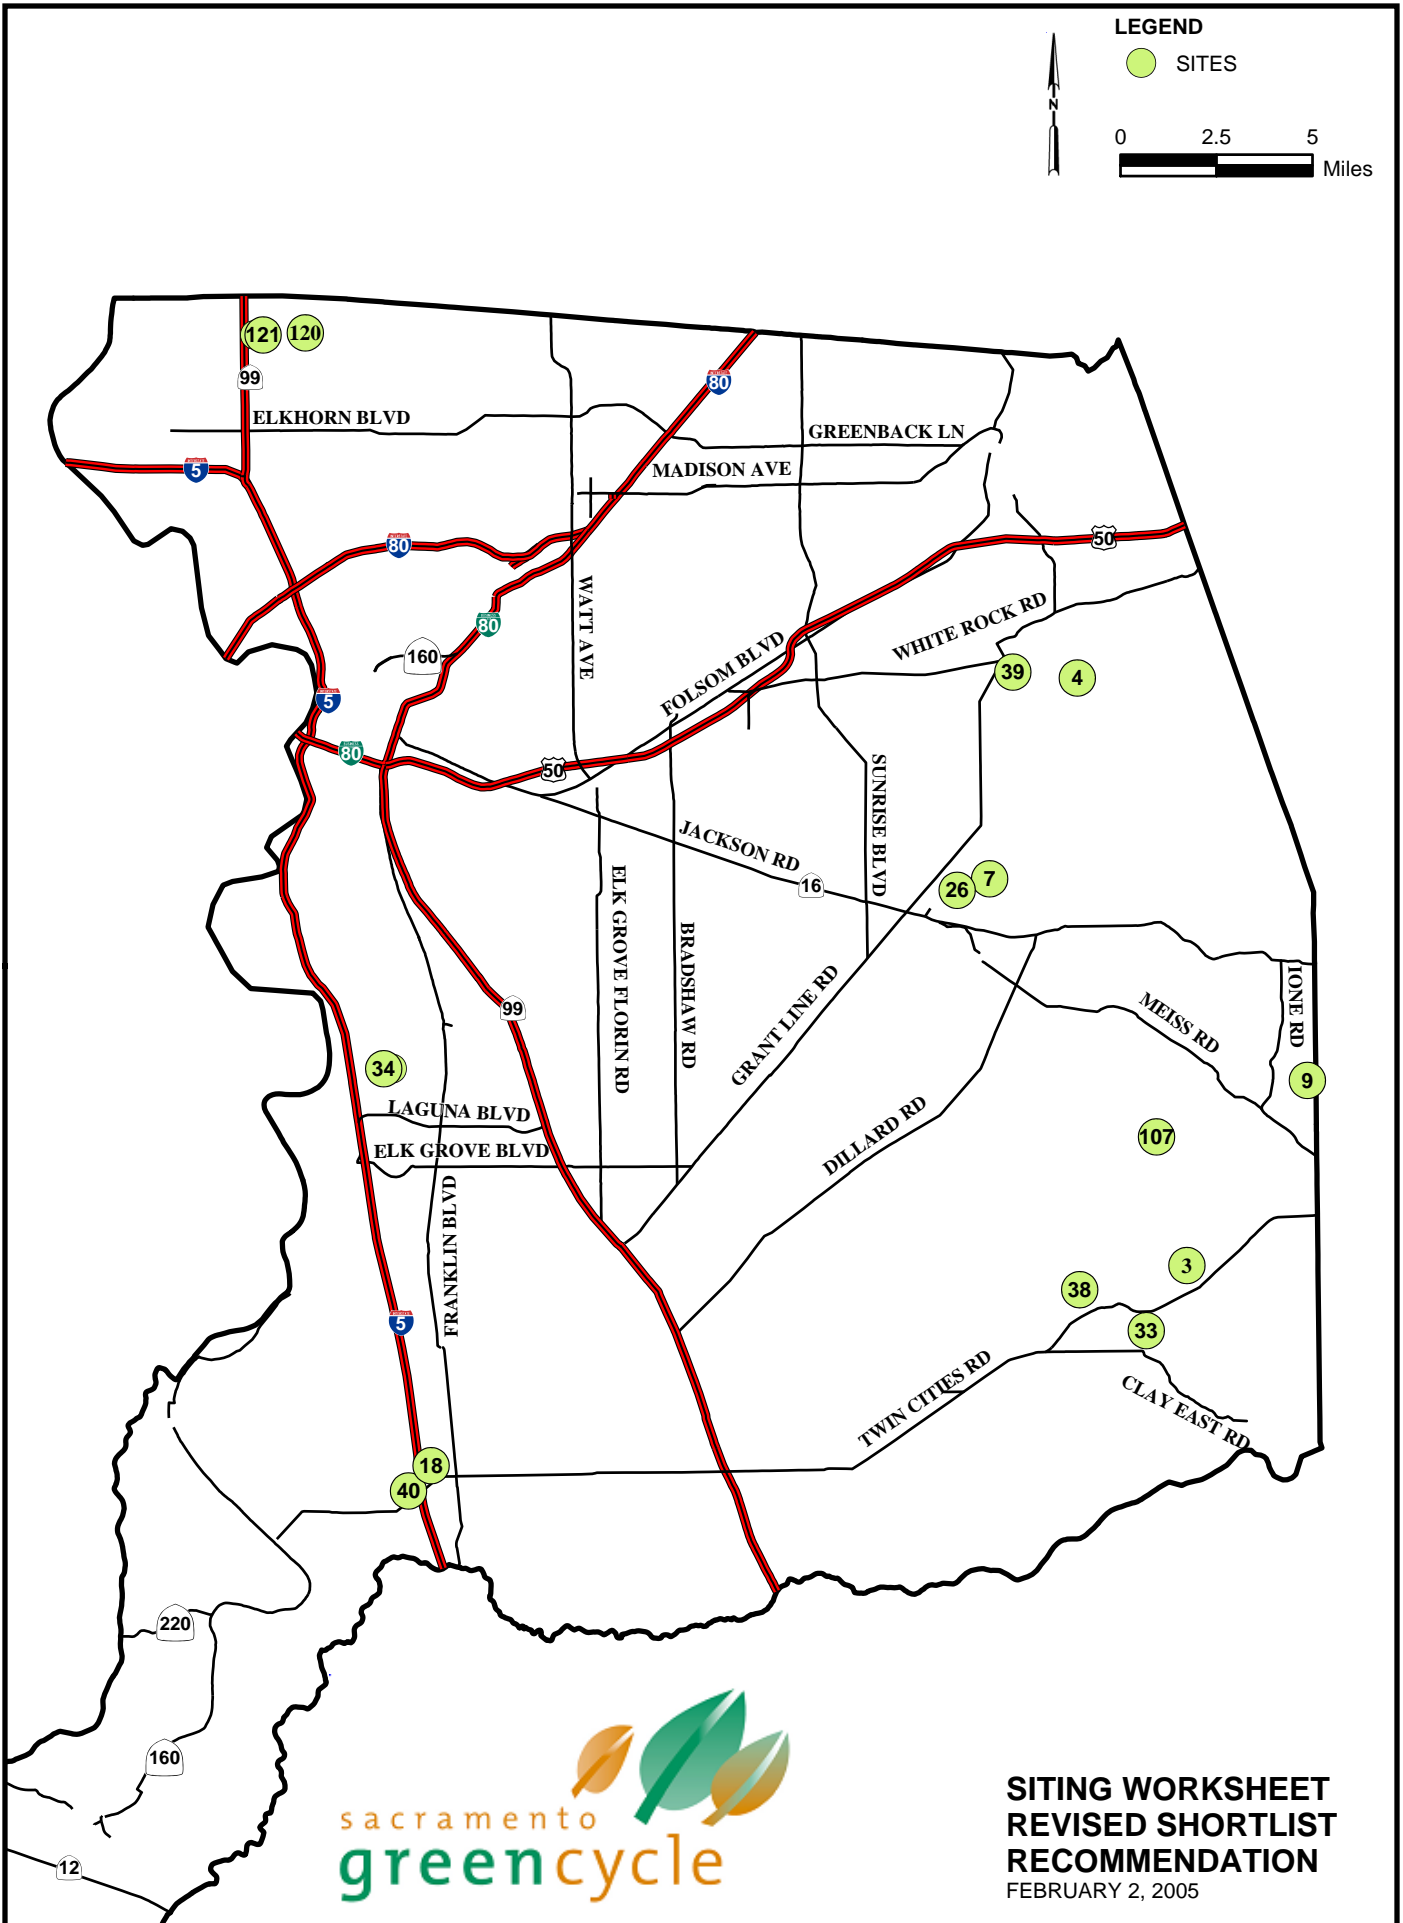 LEGEND
SITES
N
0 2.5 5
Miles
121 120
99
80
ELKHORN BLVD
GREENBACK LN
5
MADISON AVE
80
50
WATT AVE
80
WHITE ROCK RD
160
FOLSOM BLVD
39
4
5
80
50
SUNRISE BLVD
JACKSON RD
16
26
7
ELK GROVE FLORIN RD
BRADSHAW RD
GRANT LINE RD
99
MEISS RD
IONE RD
34
9
LAGUNA BLVD
DILLARD RD
107
ELK GROVE BLVD
FRANKLIN BLVD
3
38
5
33
TWIN CITIES RD
CLAY EAST RD
18
40
220
160
12
sacramento
greencycle
SITING WORKSHEET
REVISED SHORTLIST
RECOMMENDATION
FEBRUARY 2, 2005